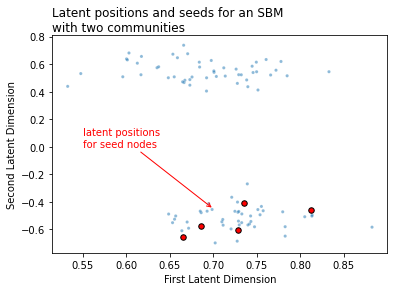 Latent positions and seeds for an SBM
with two communities
0.8
0.6
0.4
0.2
0.0
−0.2
−0.4
−0.6
Second Latent Dimension
latent positions
for seed nodes
0.55
0.60
0.65
0.70
0.75
0.80
0.85
First Latent Dimension